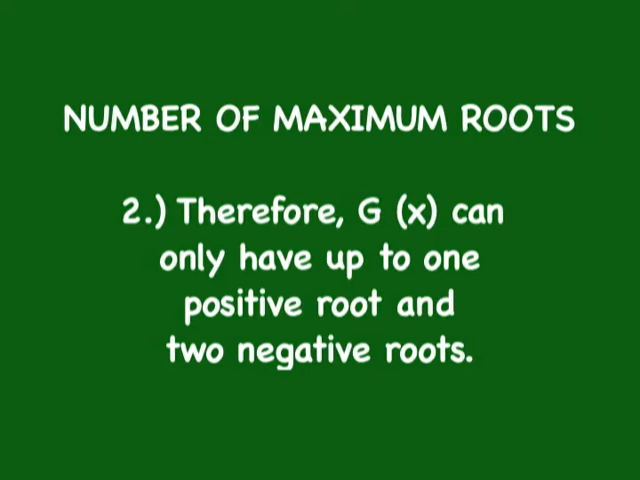 NUMBER OF MAXIMUM ROOTS
2.) Therefore, G (x) can
only have up to one
positive root and
two negative roots.